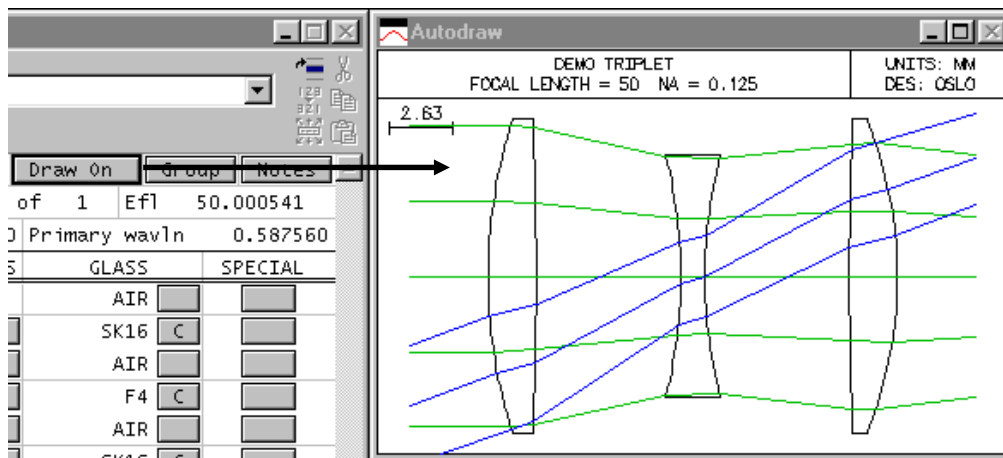 Autodraw
DEMO TRIPLET
FOCAL LENGTH = 50 NA = 0.125
UNITS: MM
DES: OSLO
2.63
Draw On
Group
Notes
of 1 Efl 50.000541
Primary wavln 0.587560
GLASS SPECIAL
AIR
SK16 C
AIR
F4 C
AIR
SK16 C